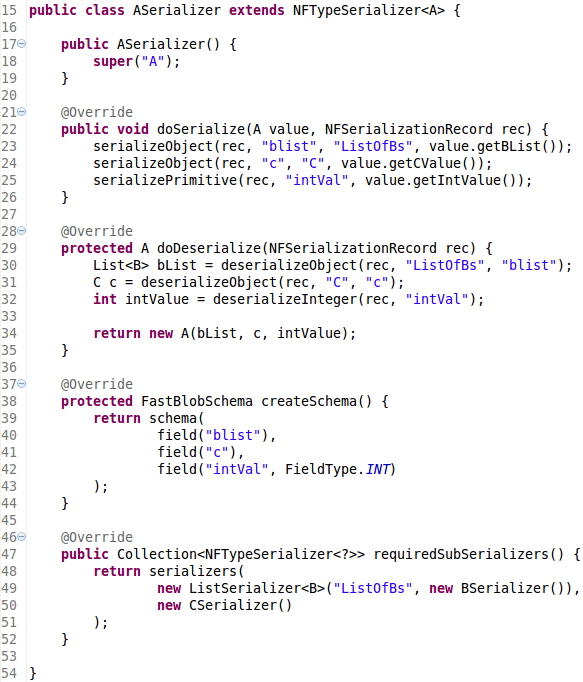 15 public class ASerializer extends NFTypeSerializer<A> {
16
17     public ASerializer() {
18         super("A");
19     }
20
21     @Override
22     public void doSerialize(A value, NFSerializationRecord rec) {
23         serializeObject(rec, "blist", "ListOfBs", value.getBList());
24         serializeObject(rec, "c", "C", value.getCValue());
25         serializePrimitive(rec, "intVal", value.getIntValue());
26     }
27
28     @Override
29     protected A doDeserialize(NFSerializationRecord rec) {
30         List<B> bList = deserializeObject(rec, "ListOfBs", "blist");
31         C c = deserializeObject(rec, "C", "c");
32         int intValue = deserializeInteger(rec, "intVal");
33
34         return new A(bList, c, intValue);
35     }
36
37     @Override
38     protected FastBlobSchema createSchema() {
39         return schema(
40                 field("blist"),
41                 field("c"),
42                 field("intVal", FieldType.INT)
43         );
44     }
45
46     @Override
47     public Collection<NFTypeSerializer<?>> requiredSubSerializers() {
48         return serializers(
49                 new ListSerializer<B>("ListOfBs", new BSerializer()),
50                 new CSerializer()
51         );
52     }
53
54 }